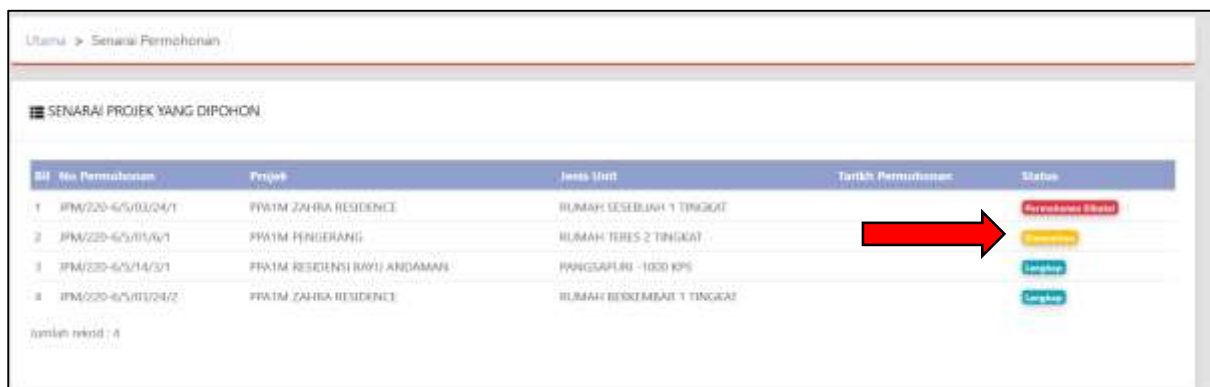 Utama > Senarai Permohonan
SENARAI PROJEK YANG DIPOHON
Bil No Permohonan Projek Jenis Unit Tarikh Permohonan Status
1 JPM/220-6/5/03/24/1 PPA1M ZAHRA RESIDENCE RUMAH SESEBUAH 1 TINGKAT Permohonan Dibatal
2 JPM/220-6/5/01/6/1 PPA1M PENGERANG RUMAH TERES 2 TINGKAT
3 JPM/220-6/5/14/3/1 PPA1M RESIDENSI BAYU ANDAMAN PANGSAPURI -1000 KPS Lengkap
4 JPM/220-6/5/03/24/2 PPA1M ZAHRA RESIDENCE RUMAH BERKEMBAR 1 TINGKAT Lengkap
Jumlah rekod : 4